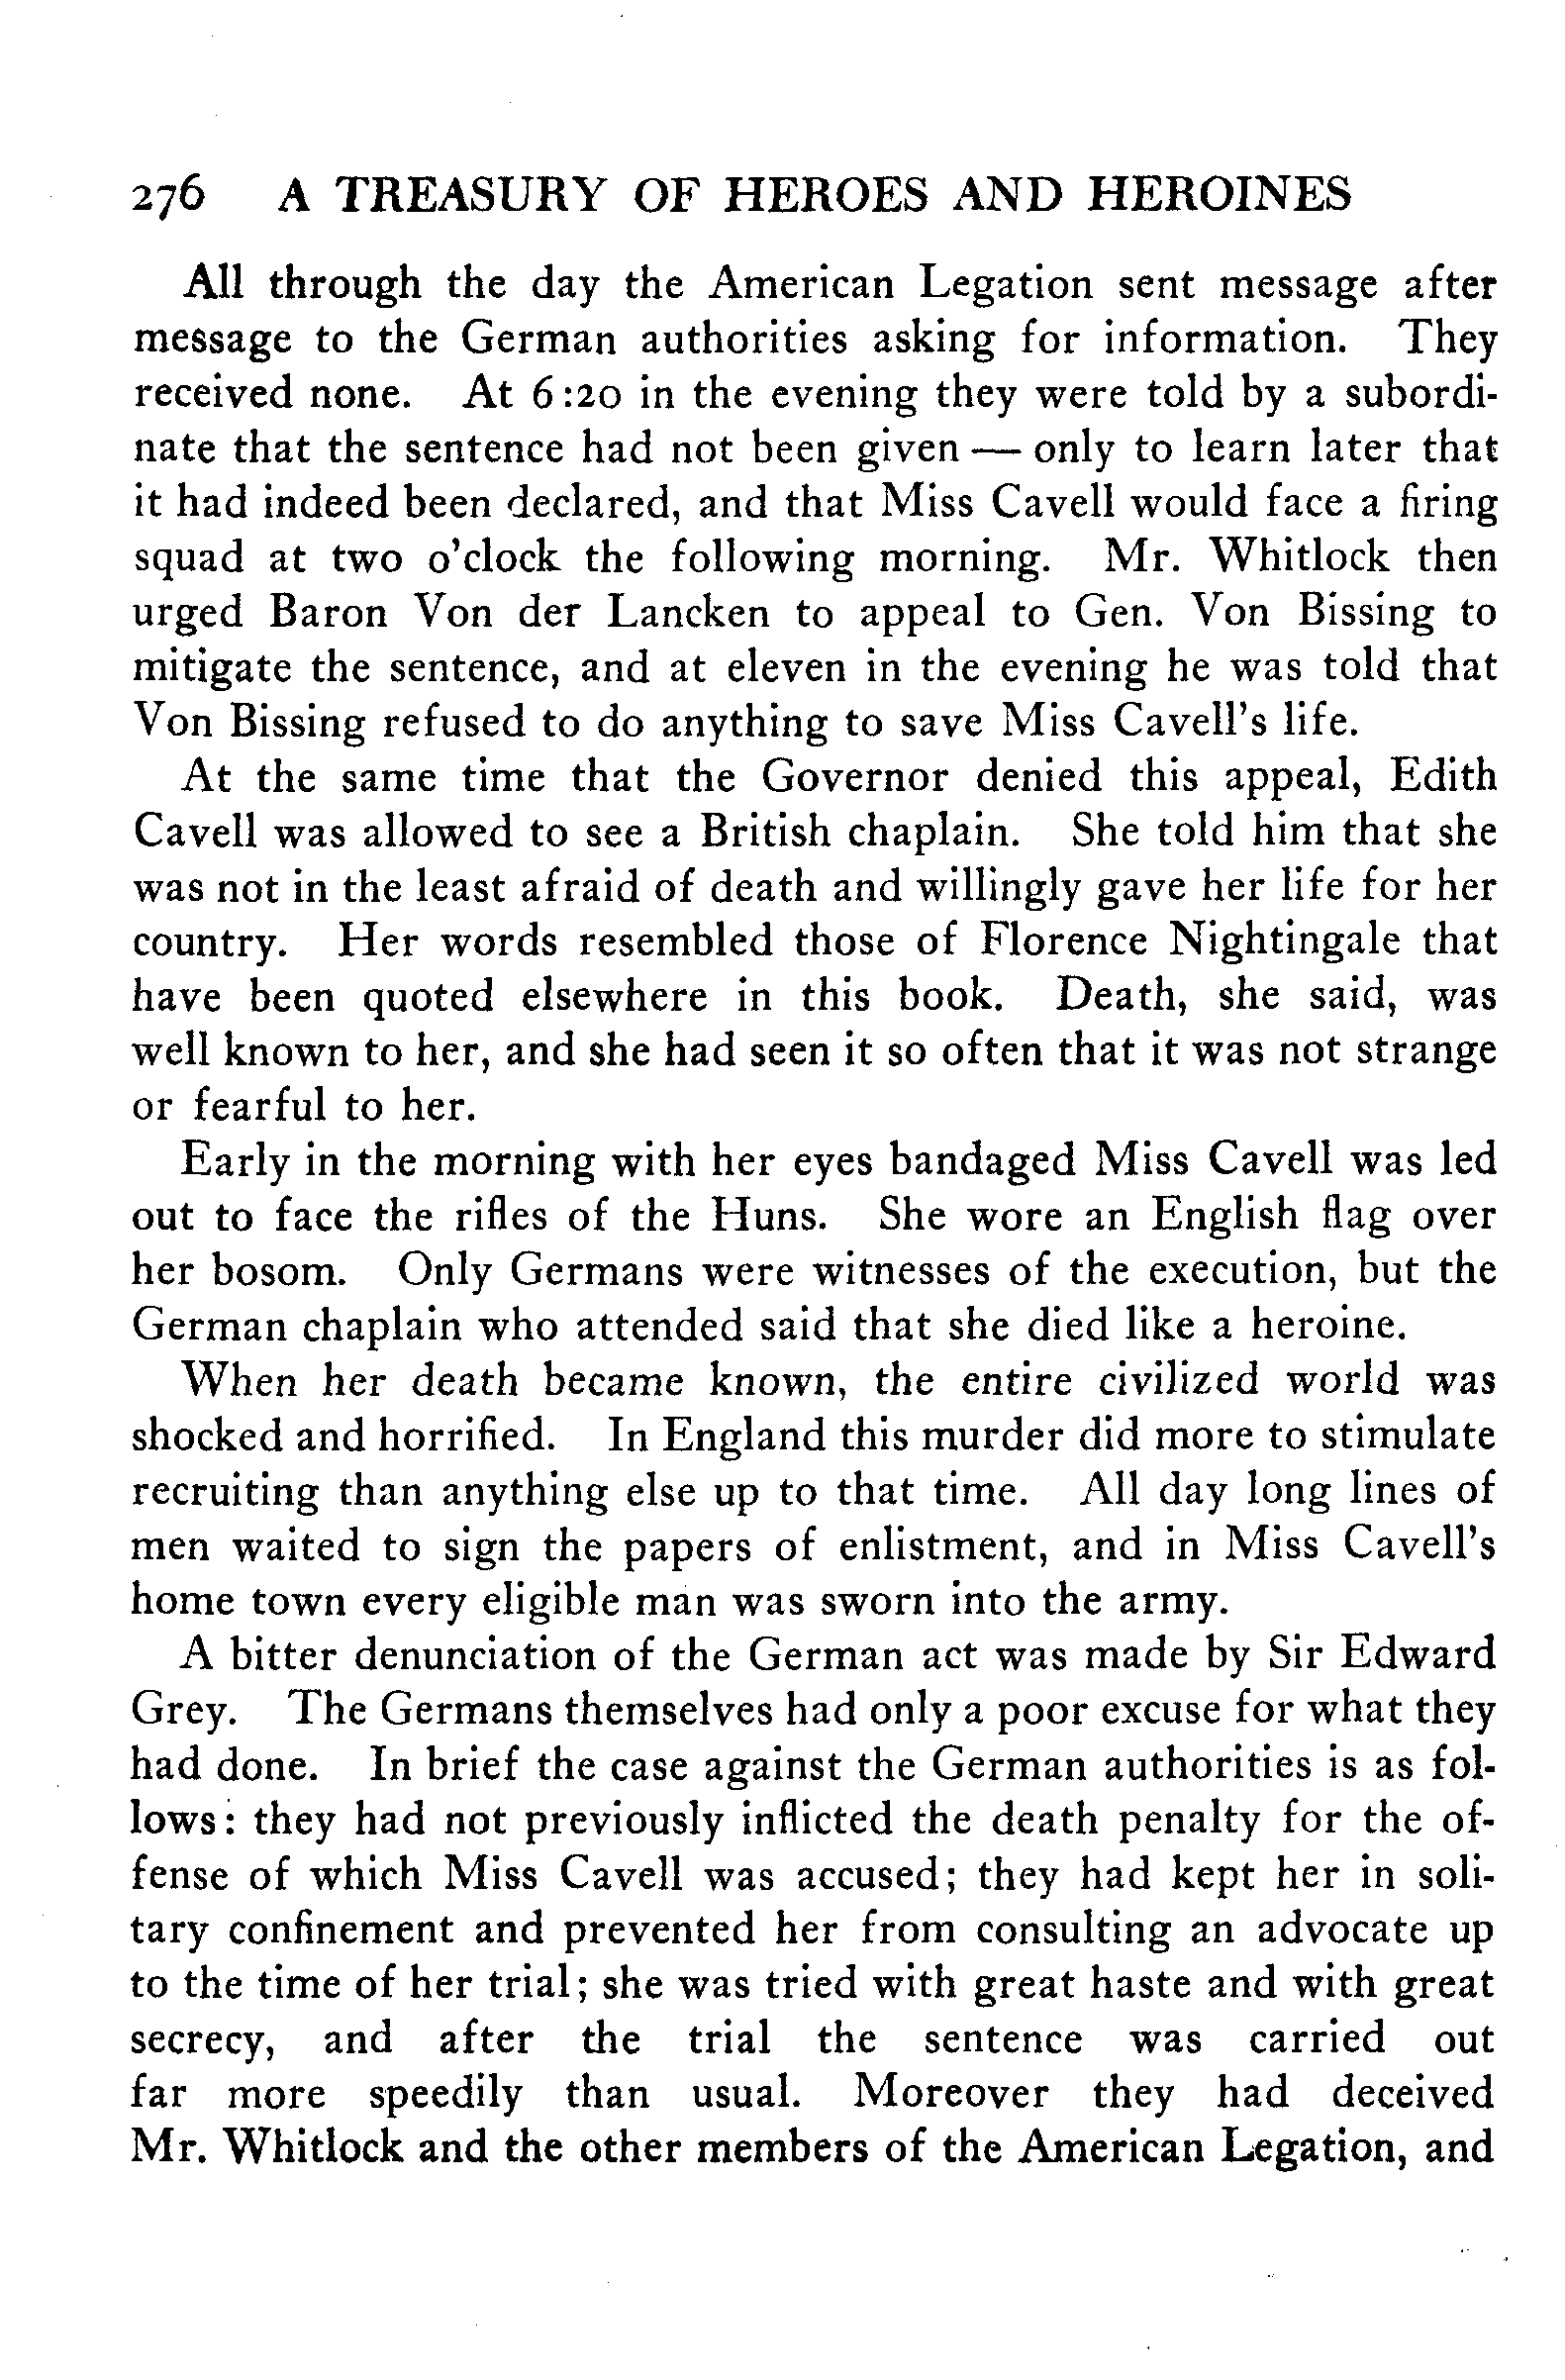 276 A TREASURY OF HEROES AND HEROINES
All through the day the American Legation sent message after
message to the German authorities asking for information. They
received none. At 6:20 in the evening they were told by a subordi-
nate that the sentence had not been given — only to learn later that
it had indeed been declared, and that Miss Cavell would face a firing
squad at two o'clock the following morning. Mr. Whitlock then
urged Baron Von der Lancken to appeal to Gen. Von Bissing to
mitigate the sentence, and at eleven in the evening he was told that
Von Bissing refused to do anything to save Miss Cavell's life.
At the same time that the Governor denied this appeal, Edith
Cavell was allowed to see a British chaplain. She told him that she
was not in the least afraid of death and willingly gave her life for her
country. Her words resembled those of Florence Nightingale that
have been quoted elsewhere in this book. Death, she said, was
well known to her, and she had seen it so often that it was not strange
or fearful to her.
Early in the morning with her eyes bandaged Miss Cavell was led
out to face the rifles of the Huns. She wore an English flag over
her bosom. Only Germans were witnesses of the execution, but the
German chaplain who attended said that she died like a heroine.
When her death became known, the entire civilized world was
shocked and horrified. In England this murder did more to stimulate
recruiting than anything else up to that time. All day long lines of
men waited to sign the papers of enlistment, and in Miss Cavell's
home town every eligible man was sworn into the army.
A bitter denunciation of the German act was made by Sir Edward
Grey. The Germans themselves had only a poor excuse for what they
had done. In brief the case against the German authorities is as fol-
lows: they had not previously inflicted the death penalty for the of-
fense of which Miss Cavell was accused; they had kept her in soli-
tary confinement and prevented her from consulting an advocate up
to the time of her trial; she was tried with great haste and with great
secrecy, and after the trial the sentence was carried out
far more speedily than usual. Moreover they had deceived
Mr. Whitlock and the other members of the American Legation, and